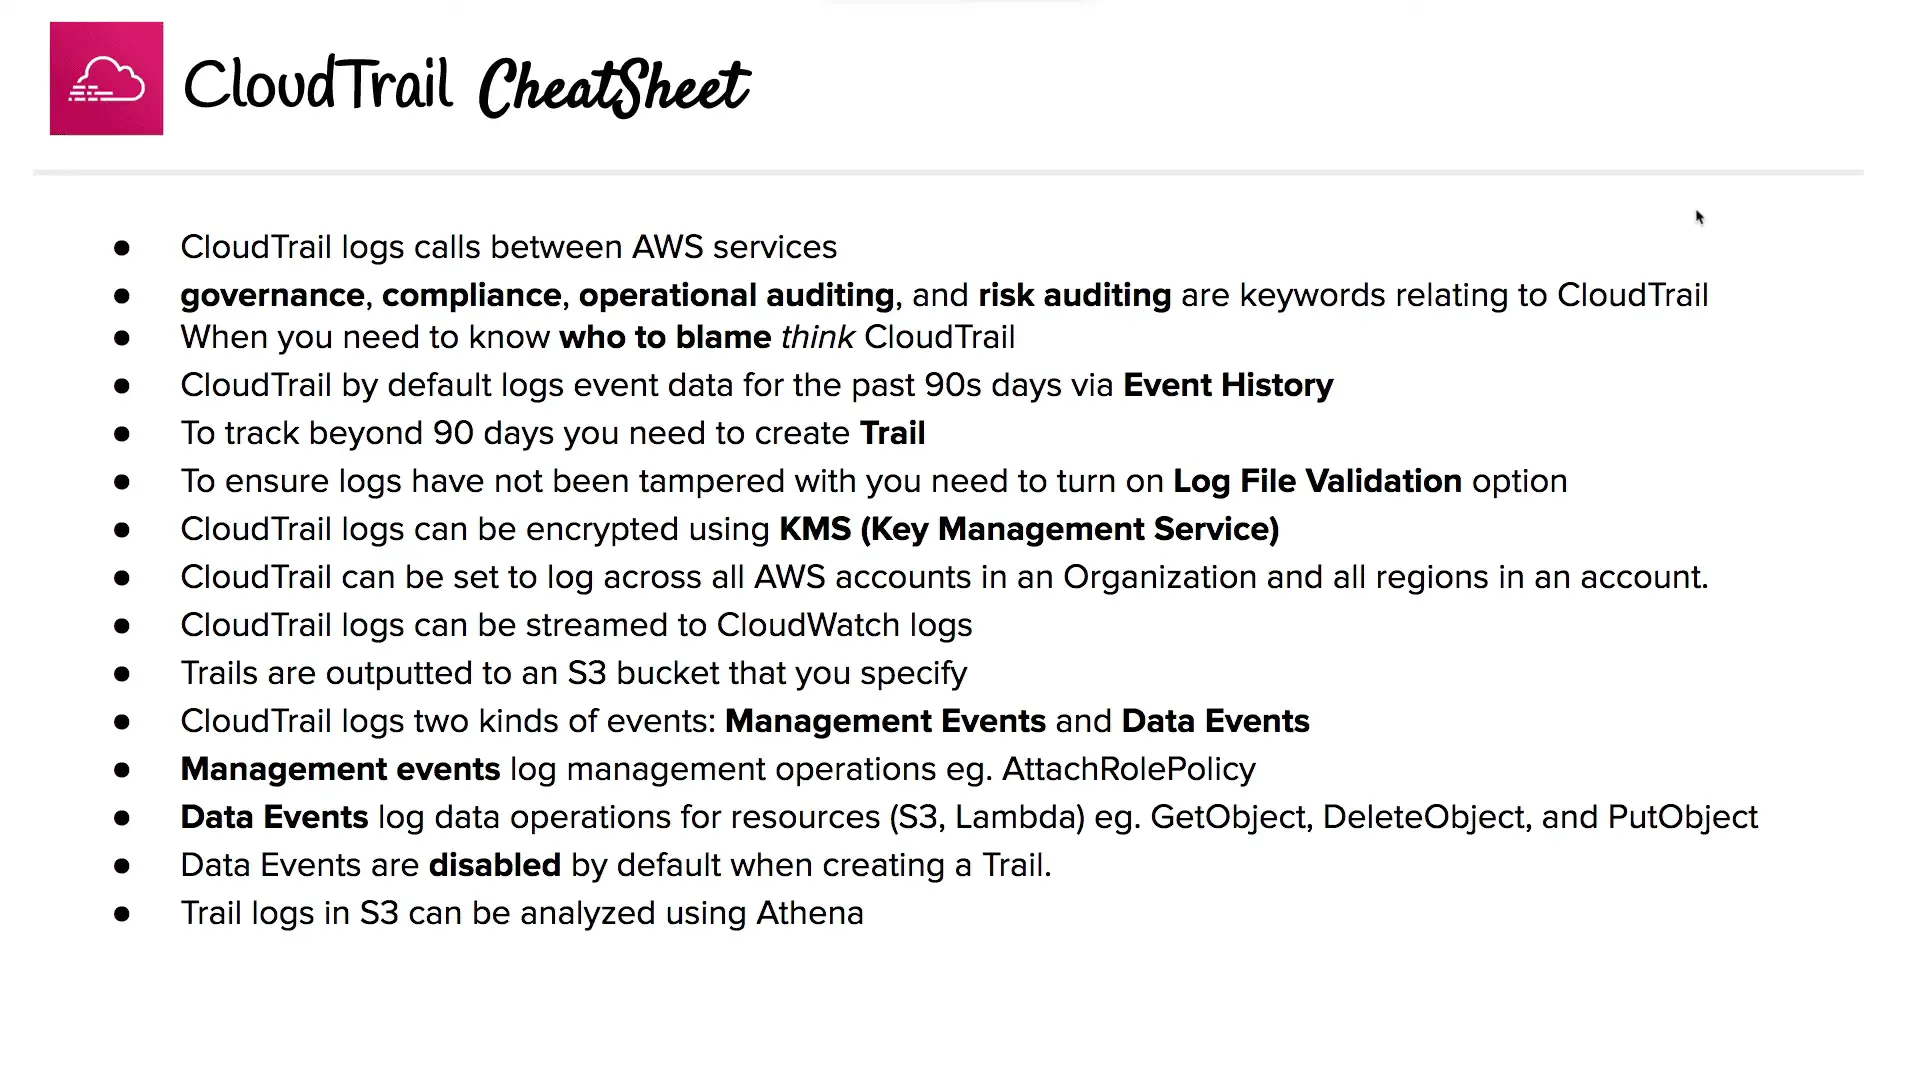 CloudTrail CheatSheet
● CloudTrail logs calls between AWS services
● governance, compliance, operational auditing, and risk auditing are keywords relating to CloudTrail
● When you need to know who to blame think CloudTrail
● CloudTrail by default logs event data for the past 90s days via Event History
● To track beyond 90 days you need to create Trail
● To ensure logs have not been tampered with you need to turn on Log File Validation option
● CloudTrail logs can be encrypted using KMS (Key Management Service)
● CloudTrail can be set to log across all AWS accounts in an Organization and all regions in an account.
● CloudTrail logs can be streamed to CloudWatch logs
● Trails are outputted to an S3 bucket that you specify
● CloudTrail logs two kinds of events: Management Events and Data Events
● Management events log management operations eg. AttachRolePolicy
● Data Events log data operations for resources (S3, Lambda) eg. GetObject, DeleteObject, and PutObject
● Data Events are disabled by default when creating a Trail.
● Trail logs in S3 can be analyzed using Athena